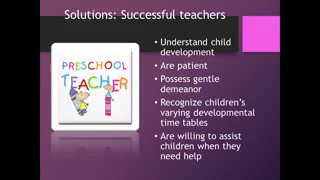 Solutions: Successful teachers
PRESCHOOL
TEACHER
• Understand child
development
• Are patient
• Possess gentle
demeanor
• Recognize children's
varying developmental
time tables
• Are willing to assist
children when they
need help